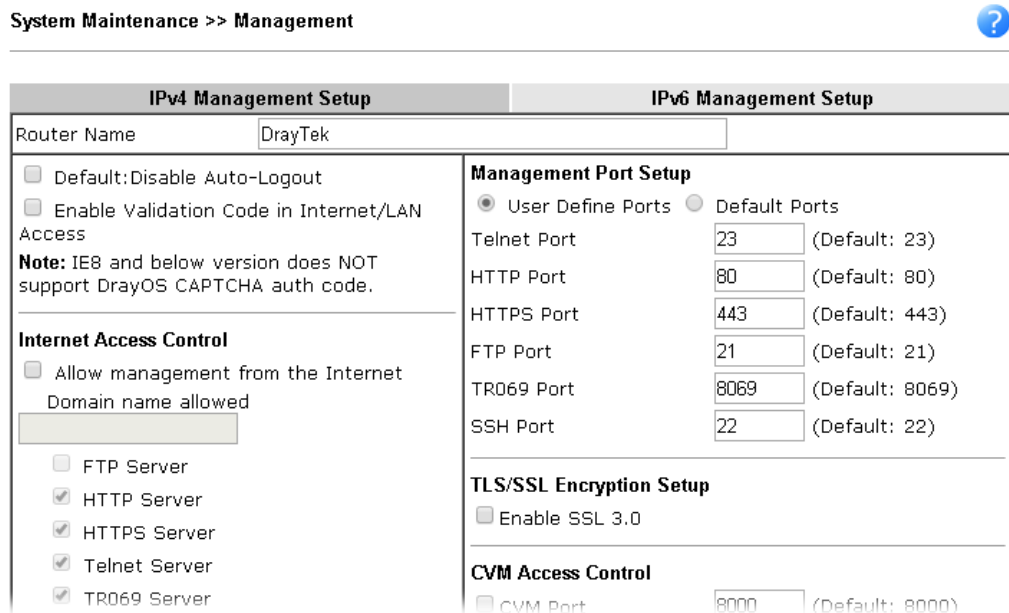 System Maintenance >> Management
?
IPv4 Management Setup
IPv6 Management Setup
Router Name DrayTek
Default:Disable Auto-Logout
Enable Validation Code in Internet/LAN
Access
Note: IE8 and below version does NOT
support DrayOS CAPTCHA auth code.
Internet Access Control
Allow management from the Internet
Domain name allowed
FTP Server
HTTP Server
HTTPS Server
Telnet Server
TR069 Server
Management Port Setup
User Define Ports Default Ports
Telnet Port 23 (Default: 23)
HTTP Port 80 (Default: 80)
HTTPS Port 443 (Default: 443)
FTP Port 21 (Default: 21)
TR069 Port 8069 (Default: 8069)
SSH Port 22 (Default: 22)
TLS/SSL Encryption Setup
Enable SSL 3.0
CVM Access Control
CVM Port 8000 (Default: 8000)